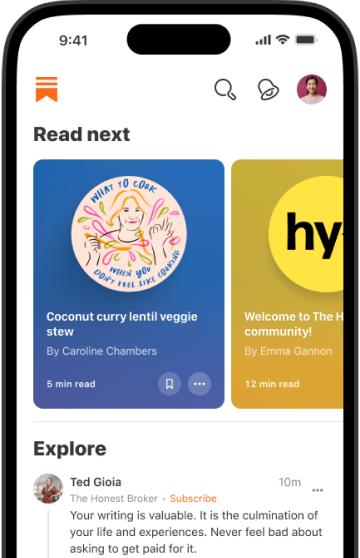 9:41
Read next
WHAT TO COOK
WHEN YOU
DON'T FEEL LIKE COOKING
hy
Coconut curry lentil veggie
stew
By Caroline Chambers
5 min read
Welcome to The H
community!
By Emma Gannon
12 min read
Explore
Ted Gioia
10m
The Honest Broker • Subscribe
Your writing is valuable. It is the culmination of
your life and experiences. Never feel bad about
asking to get paid for it.